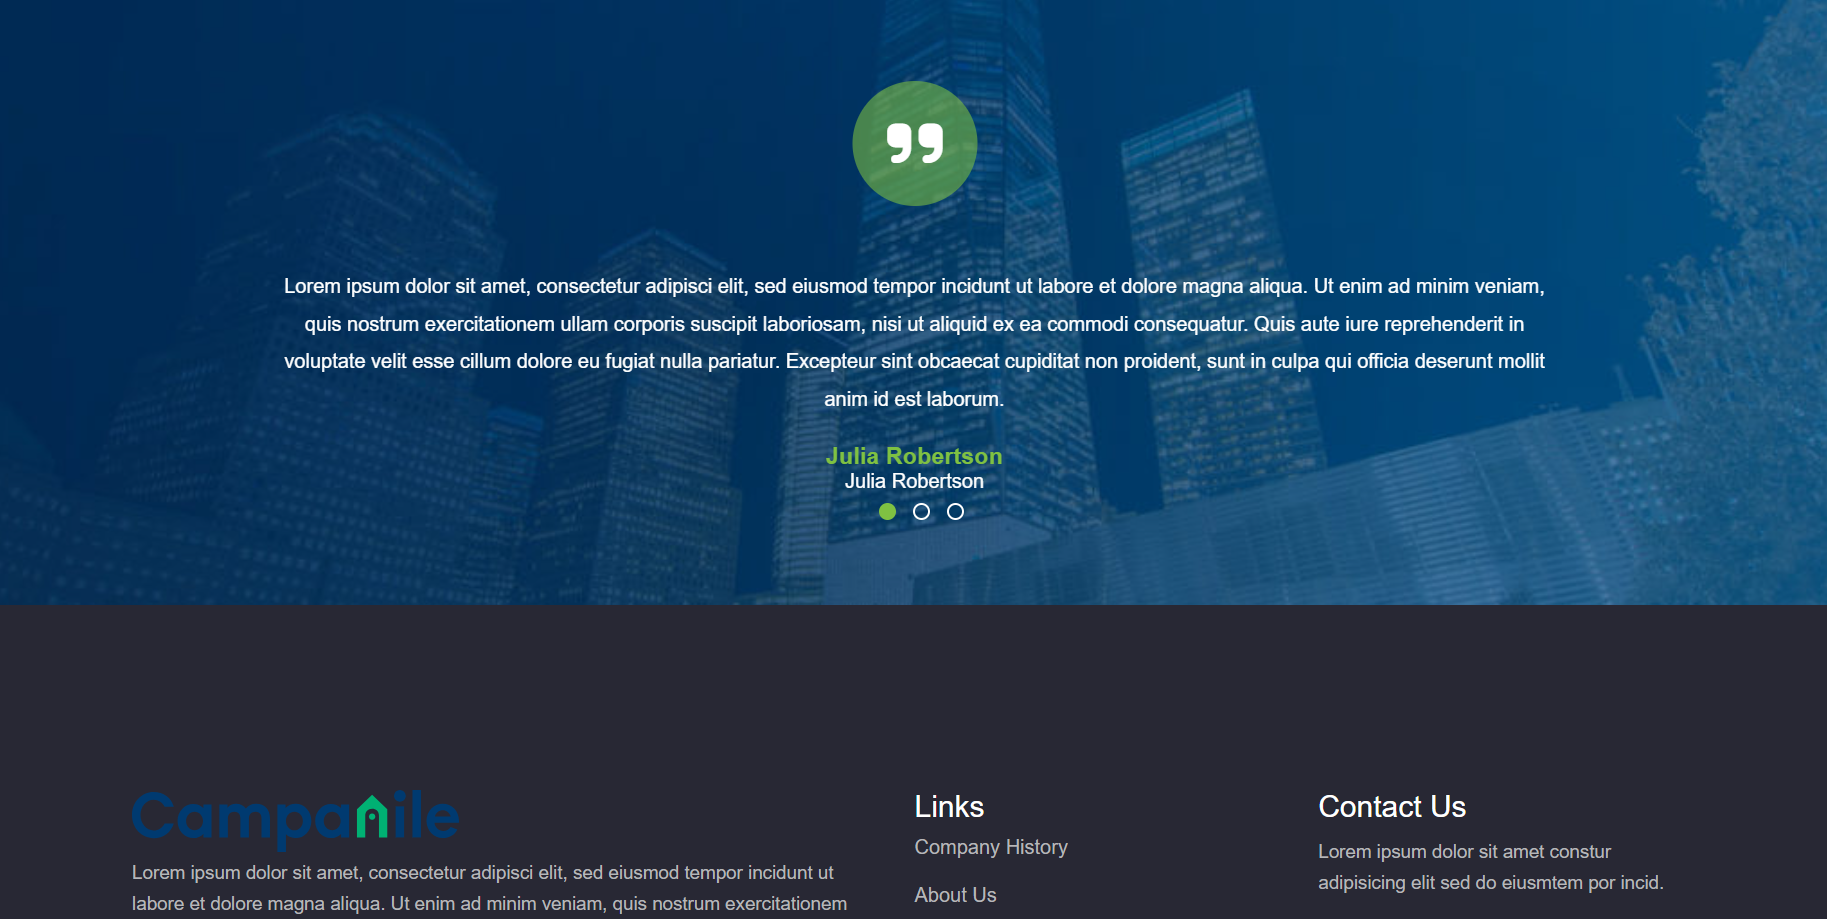 Lorem ipsum dolor sit amet, consectetur adipisci elit, sed eiusmod tempor incidunt ut labore et dolore magna aliqua. Ut enim ad minim veniam,
quis nostrum exercitationem ullam corporis suscipit laboriosam, nisi ut aliquid ex ea commodi consequatur. Quis aute iure reprehenderit in
voluptate velit esse cillum dolore eu fugiat nulla pariatur. Excepteur sint obcaecat cupiditat non proident, sunt in culpa qui officia deserunt mollit
anim id est laborum.
Julia Robertson
Julia Robertson
Campanile
Lorem ipsum dolor sit amet, consectetur adipisci elit, sed eiusmod tempor incidunt ut
labore et dolore magna aliqua. Ut enim ad minim veniam, quis nostrum exercitationem
Links
Company History
About Us
Contact Us
Lorem ipsum dolor sit amet constur
adipisicing elit sed do eiusmtem por incid.